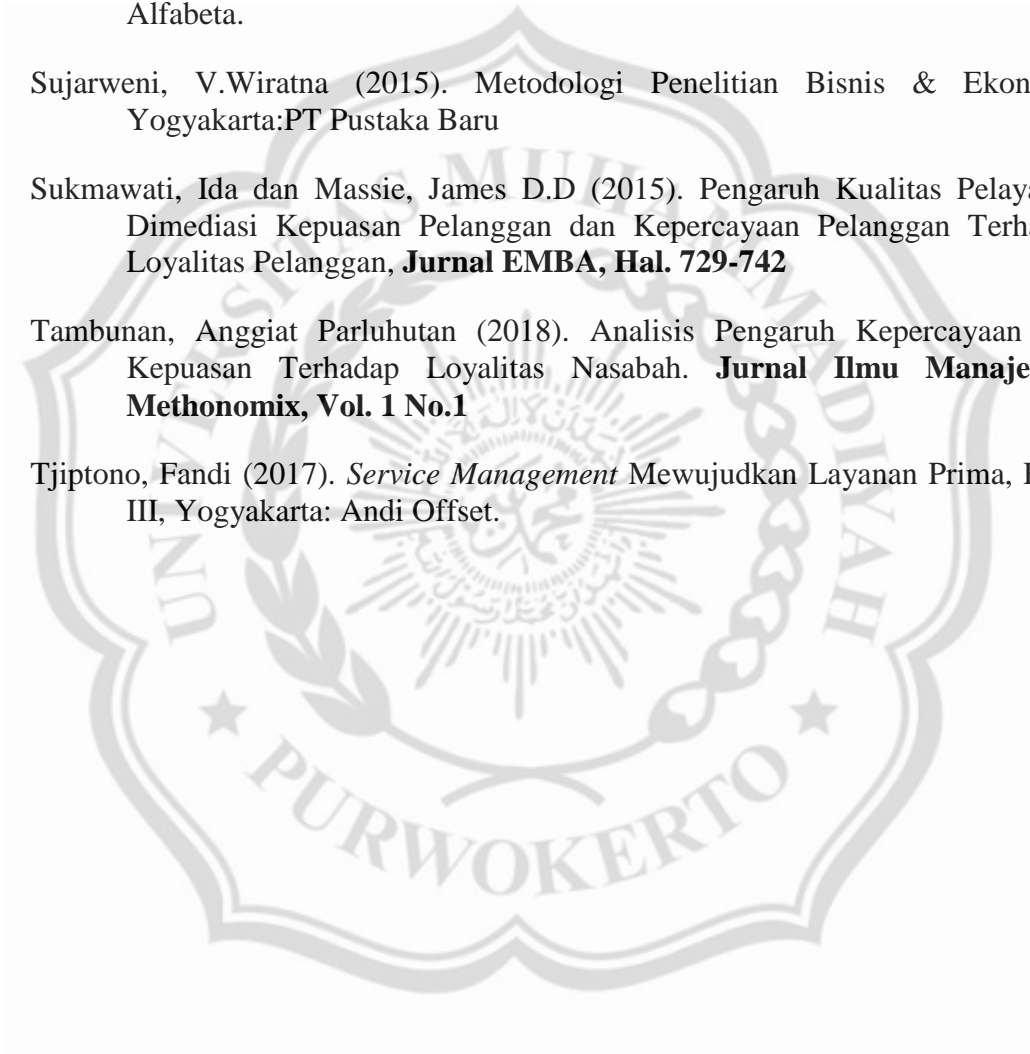 Alfabeta.
Sujarweni, V.Wiratna (2015). Metodologi Penelitian Bisnis & Ekon
Yogyakarta:PT Pustaka Baru
Sukmawati, Ida dan Massie, James D.D (2015). Pengaruh Kualitas Pelaya
Dimediasi Kepuasan Pelanggan dan Kepercayaan Pelanggan Terha
Loyalitas Pelanggan, Jurnal EMBA, Hal. 729-742
Tambunan, Anggiat Parluhutan (2018). Analisis Pengaruh Kepercayaan
Kepuasan Terhadap Loyalitas Nasabah. Jurnal Ilmu Manaje
Methonomix, Vol. 1 No.1
Tjiptono, Fandi (2017). Service Management Mewujudkan Layanan Prima,
III, Yogyakarta: Andi Offset.
UNIVERSITAS MUHAMMADIYAH
PURWOKERTO